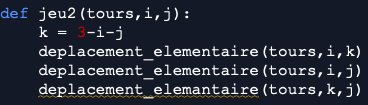 def jeu2(tours,i,j):
k = 3-i-j
deplacement_elementaire(tours,i,k)
deplacement_elementaire(tours,i,j)
deplacement_elemantaire(tours,k,j)